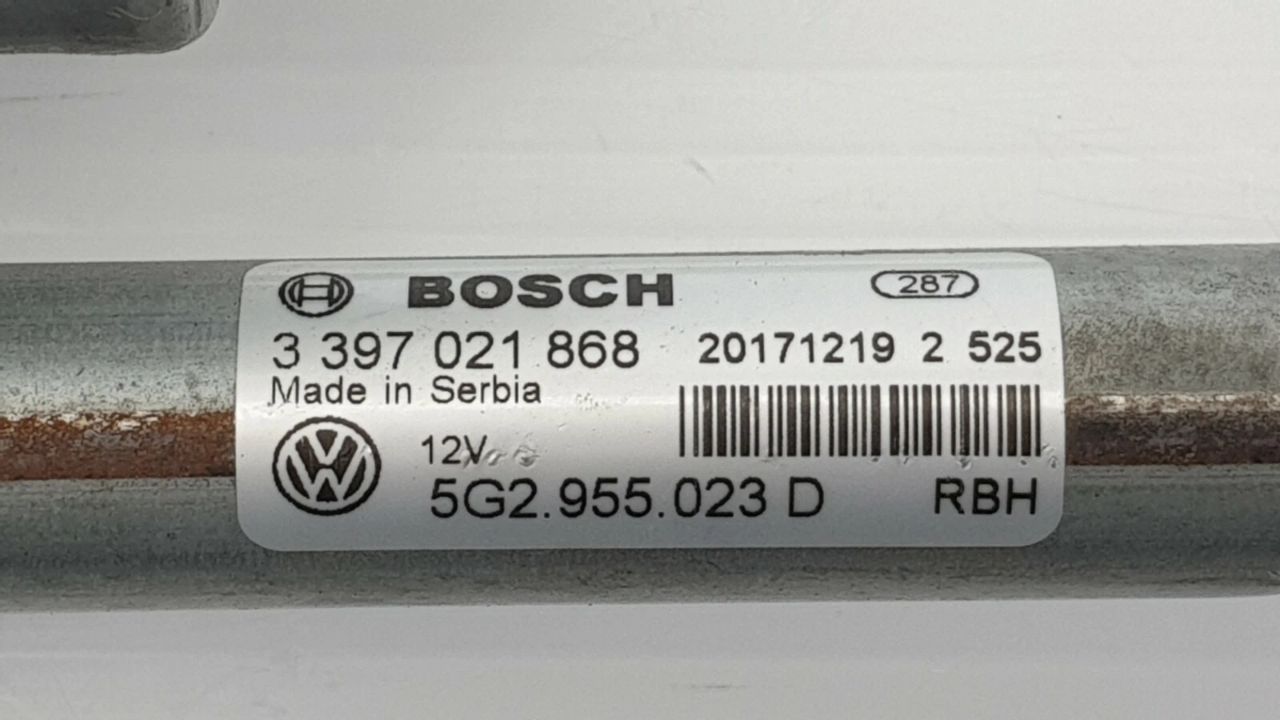 BOSCH 287
3 397 021 868 20171219 2 525
Made in Serbia
12V
5G2.955.023 D RBH